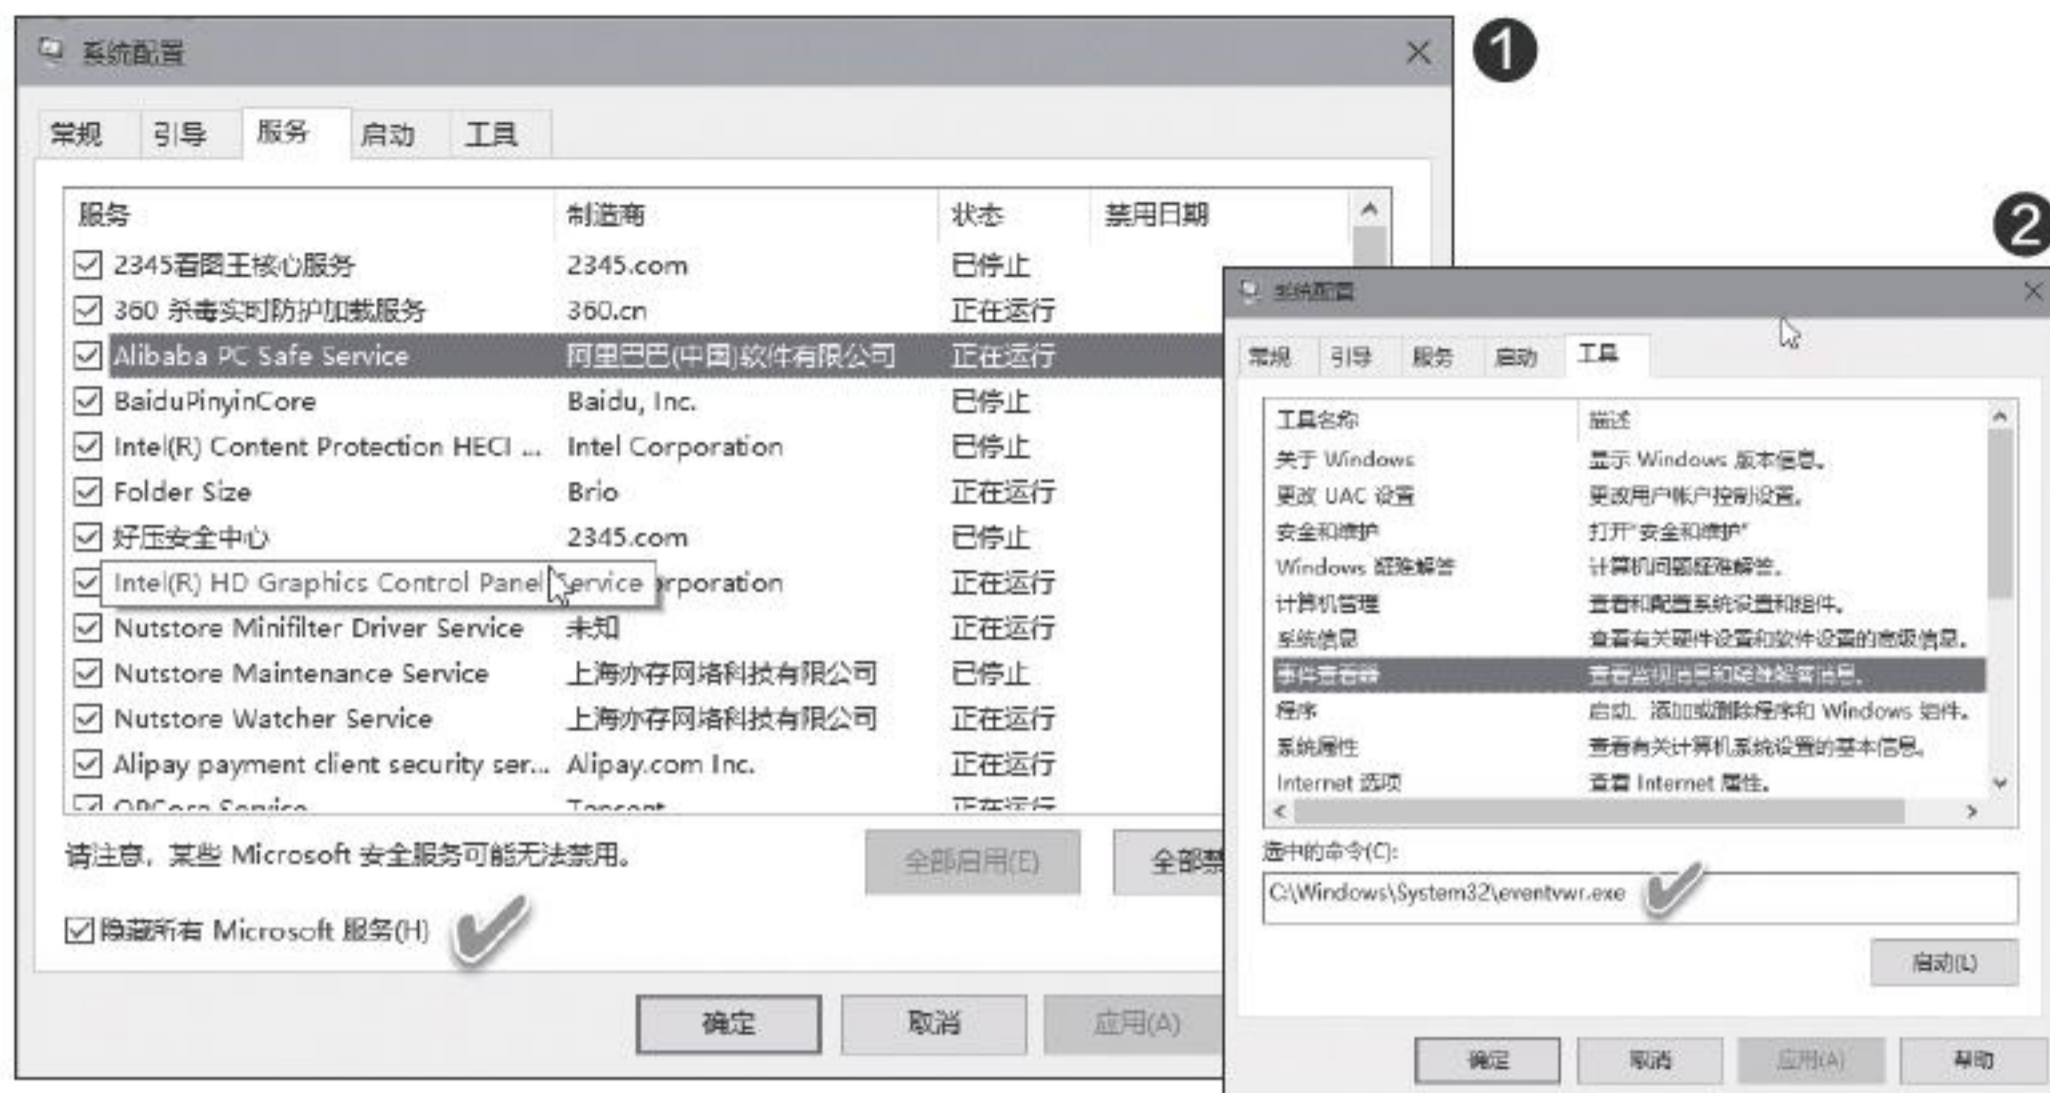 系统配置
1
常规 引导 服务 启动 工具
服务 制造商 状态 禁用日期
2345看图王核心服务 2345.com 已停止
360 杀毒实时防护加载服务 360.cn 正在运行
Alibaba PC Safe Service 阿里巴巴(中国)软件有限公司 正在运行
BaiduPinyinCore Baidu, Inc. 已停止
Intel(R) Content Protection HECI ... Intel Corporation 已停止
Folder Size Brio 正在运行
好压安全中心 2345.com 已停止
Intel(R) HD Graphics Control Panel Service orporation 正在运行
Nutstore Minifilter Driver Service 未知 正在运行
Nutstore Maintenance Service 上海亦存网络科技有限公司 已停止
Nutstore Watcher Service 上海亦存网络科技有限公司 正在运行
Alipay payment client security ser... Alipay.com Inc. 正在运行
QPCore Service Tencent 正在运行
请注意，某些 Microsoft 安全服务可能无法禁用。
全部启用(E) 全部禁
隐藏所有 Microsoft 服务(H)
确定 取消 应用(A)
2
系统配置
常规 引导 服务 启动 工具
工具名称 描述
关于 Windows 显示 Windows 版本信息。
更改 UAC 设置 更改用户帐户控制设置。
安全和维护 打开“安全和维护”
Windows 疑难解答 计算机问题疑难解答。
计算机管理 查看和配置系统设置和组件。
系统信息 查看有关硬件设置和软件设置的高级信息。
事件查看器 查看监视消息和疑难解答消息。
程序 启动、添加或删除程序和 Windows 组件。
系统属性 查看有关计算机系统设置的基本信息。
Internet 选项 查看 Internet 属性。
选中的命令(C):
C:\Windows\System32\eventvwr.exe
启动(L)
确定 取消 应用(A) 帮助